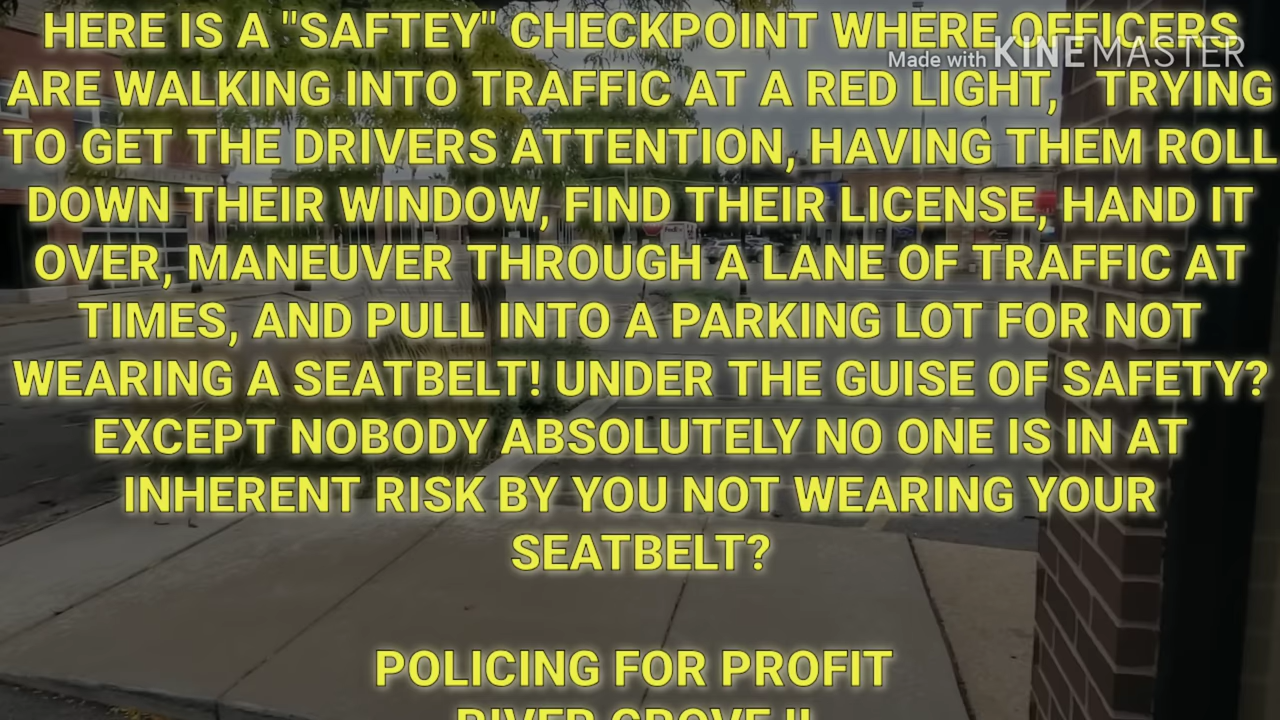 HERE IS A "SAFTEY" CHECKPOINT WHERE OFFICERS
Made with KINEMASTER
ARE WALKING INTO TRAFFIC AT A RED LIGHT, TRYING
TO GET THE DRIVERS ATTENTION, HAVING THEM ROLL
DOWN THEIR WINDOW, FIND THEIR LICENSE, HAND IT
OVER, MANEUVER THROUGH A LANE OF TRAFFIC AT
TIMES, AND PULL INTO A PARKING LOT FOR NOT
WEARING A SEATBELT! UNDER THE GUISE OF SAFETY?
EXCEPT NOBODY ABSOLUTELY NO ONE IS IN AT
INHERENT RISK BY YOU NOT WEARING YOUR
SEATBELT?
POLICING FOR PROFIT
RIVER GROVE IL